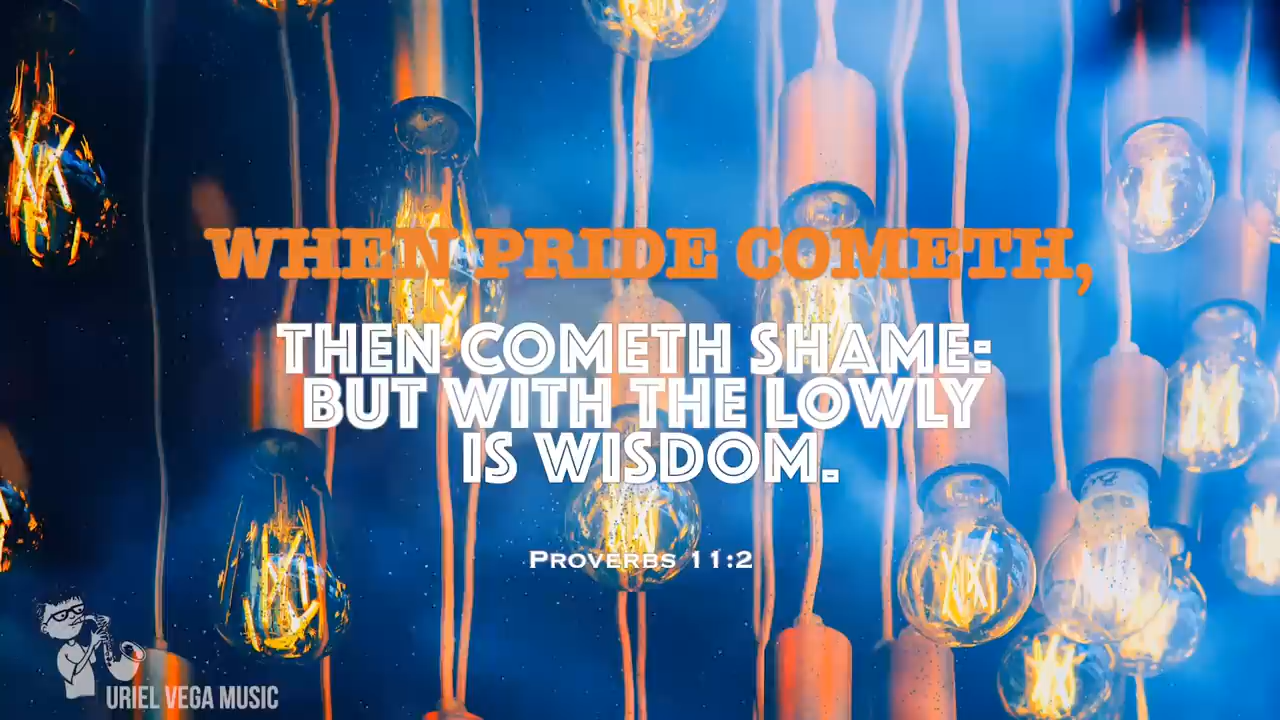 WHEN PRIDE COMETH,
THEN COMETH SHAME:
BUT WITH THE LOWLY
IS WISDOM.
PROVERBS 11:2
URIEL VEGA MUSIC